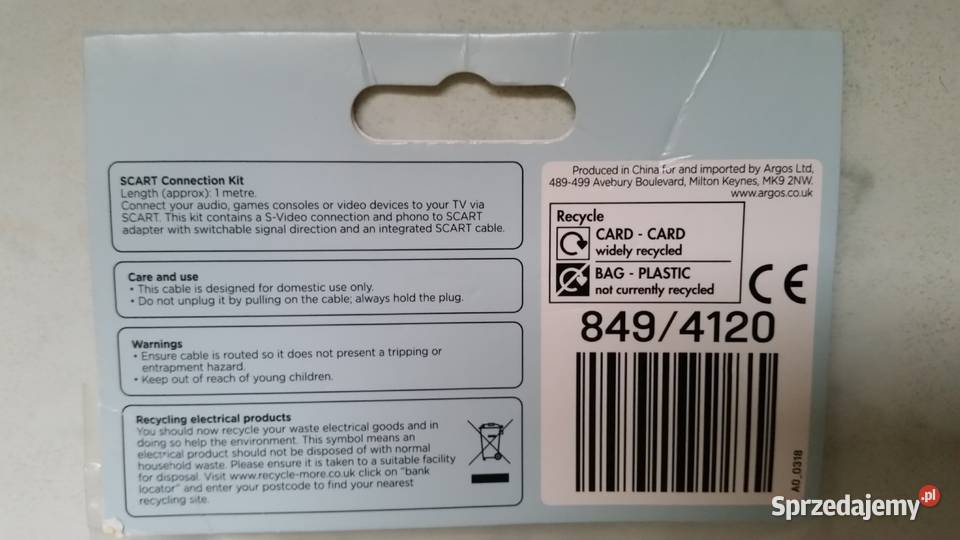 SCART Connection Kit
Length (approx): 1 metre.
Connect your audio, games consoles or video devices to your TV via
SCART. This kit contains a S-Video connection and phono to SCART
adapter with switchable signal direction and an integrated SCART cable.
Care and use
• This cable is designed for domestic use only.
• Do not unplug it by pulling on the cable; always hold the plug.
Warnings
• Ensure cable is routed so it does not present a tripping or
entrapment hazard.
• Keep out of reach of young children.
Recycling electrical products
You should now recycle your waste electrical goods and in
doing so help the environment. This symbol means an
electrical product should not be disposed of with normal
household waste. Please ensure it is taken to a suitable facility
for disposal. Visit www.recycle-more.co.uk click on "bank
locator" and enter your postcode to find your nearest
recycling site.
Produced in China for and imported by Argos Ltd,
489-499 Avebury Boulevard, Milton Keynes, MK9 2NW.
www.argos.co.uk
Recycle
CARD - CARD
widely recycled
BAG - PLASTIC
not currently recycled
CE
849/4120
A0_0318
Sprzedajemy.pl